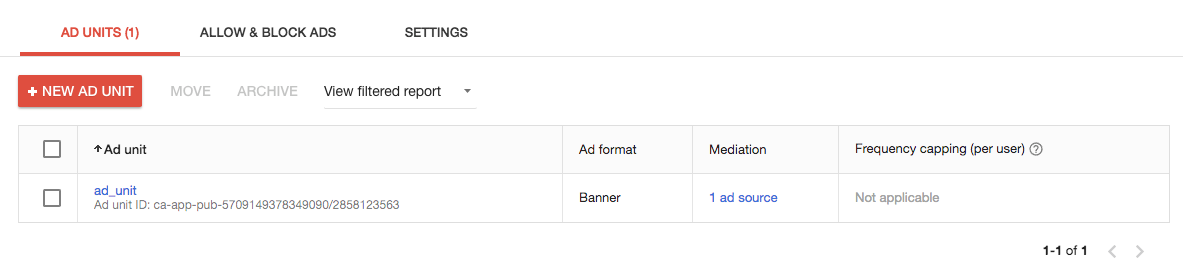 AD UNITS (1) ALLOW & BLOCK ADS SETTINGS
+ NEW AD UNIT MOVE ARCHIVE View filtered report
Ad unit Ad format Mediation Frequency capping (per user) ?
ad_unit
Ad unit ID: ca-app-pub-5709149378349090/2858123563
Banner 1 ad source Not applicable
1-1 of 1